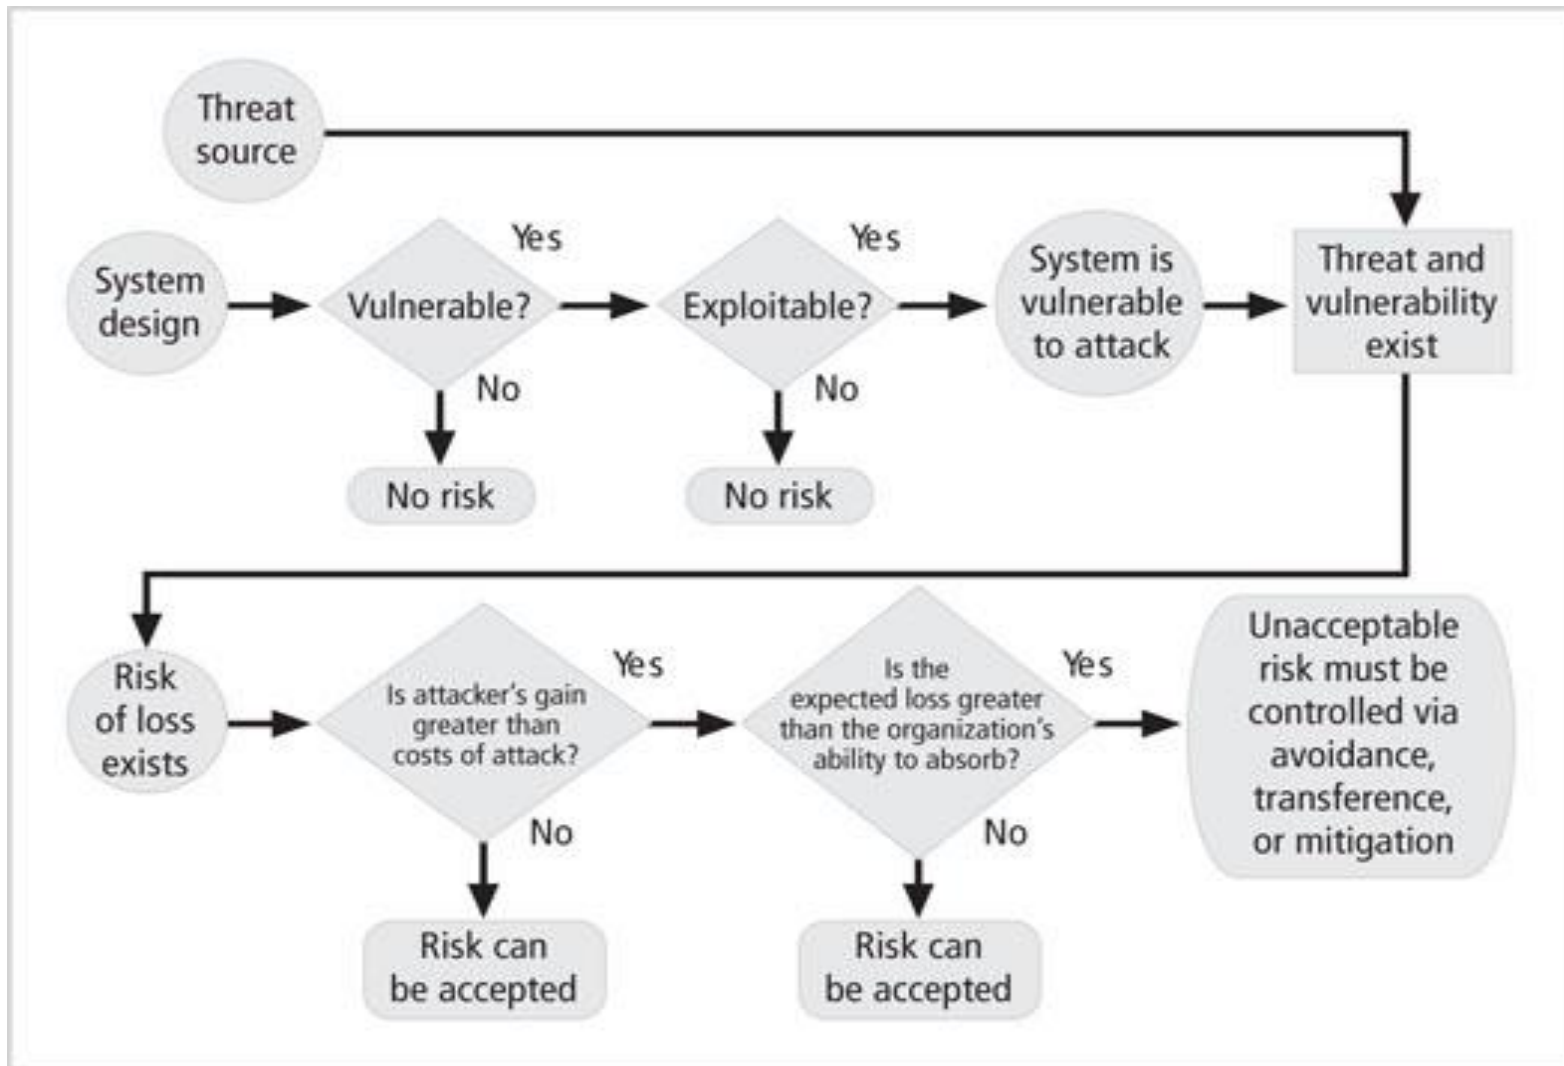 Threat
source
System
design
Vulnerable?
Yes
No
No risk
Exploitable?
Yes
No
No risk
System is
vulnerable
to attack
Threat and
vulnerability
exist
Risk
of loss
exists
Is attacker's gain
greater than
costs of attack?
Yes
No
Risk can
be accepted
Is the
expected loss greater
than the organization's
ability to absorb?
Yes
No
Risk can
be accepted
Unacceptable
risk must be
controlled via
avoidance,
transference,
or mitigation